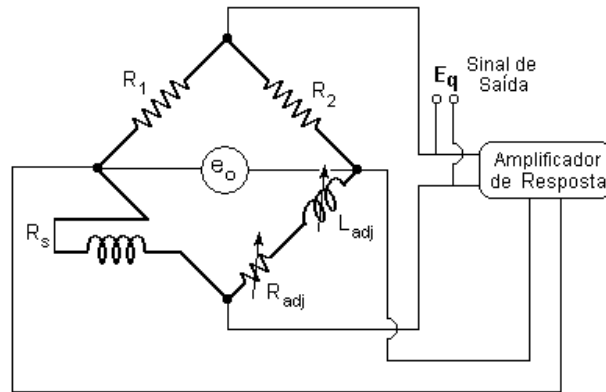 Eq
Sinal de
Saída
R1
R2
eo
Amplificador
de Resposta
Rs
Ladj
Radj